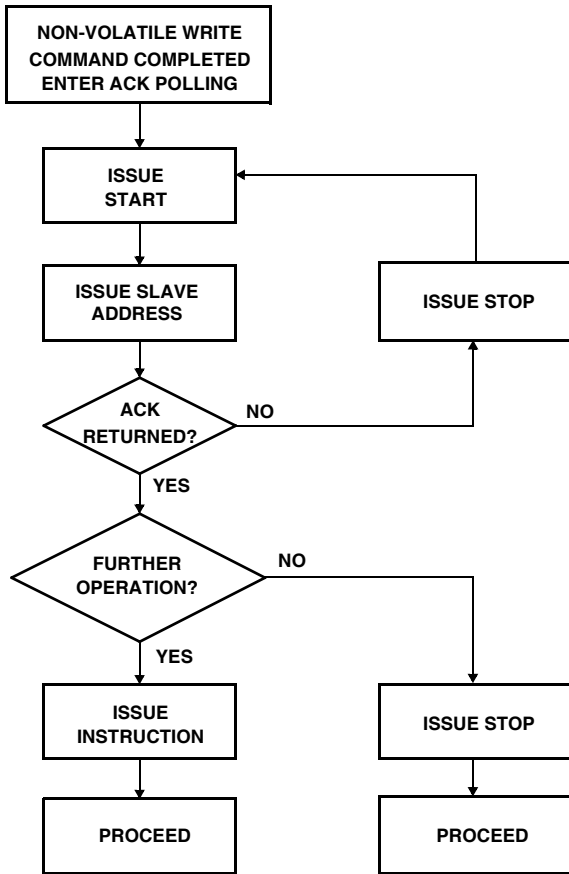 NON-VOLATILE WRITE
COMMAND COMPLETED
ENTER ACK POLLING
ISSUE
START
ISSUE SLAVE
ADDRESS
ISSUE STOP
ACK
RETURNED?
NO
YES
FURTHER
OPERATION?
NO
YES
ISSUE
INSTRUCTION
ISSUE STOP
PROCEED
PROCEED